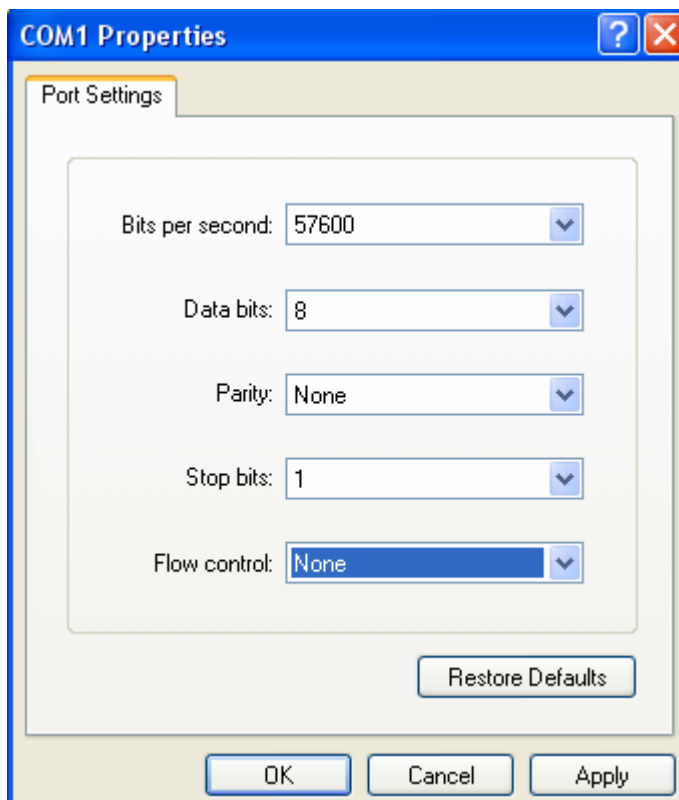 COM1 Properties
?
Port Settings
Bits per second: 57600
Data bits: 8
Parity: None
Stop bits: 1
Flow control: None
Restore Defaults
OK Cancel Apply